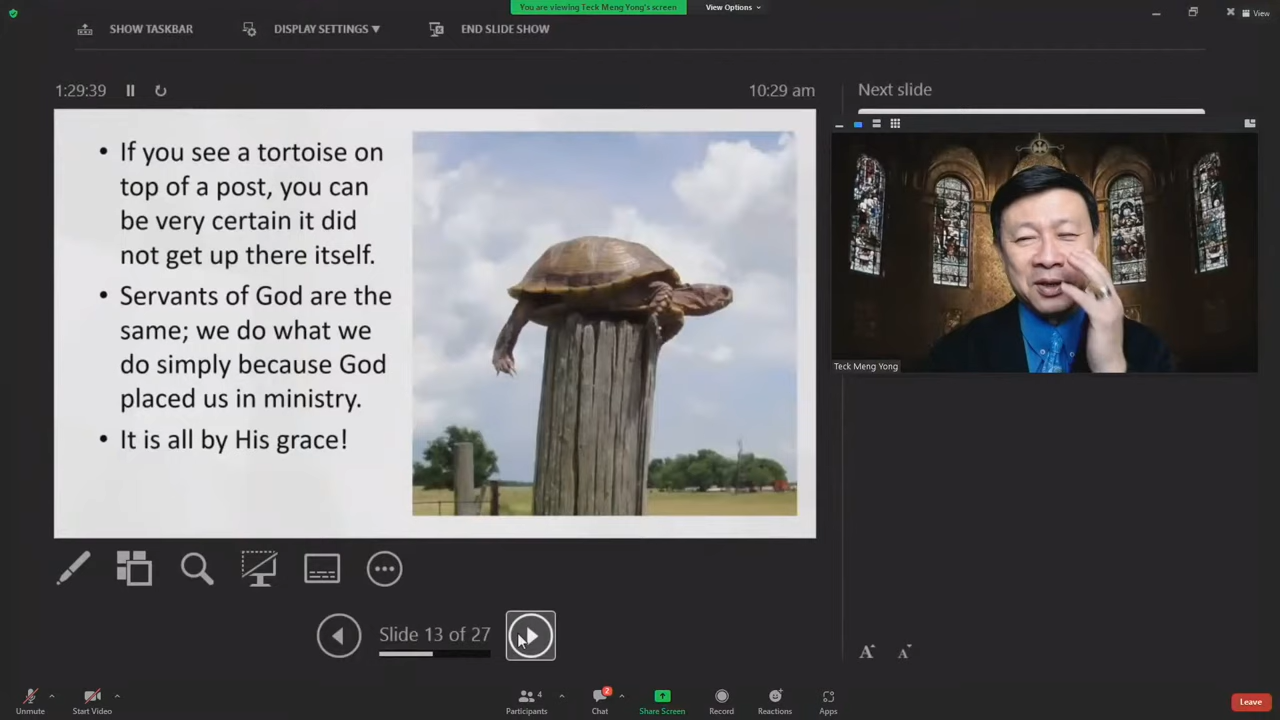 You are viewing Teck Meng Yong's screen
View Options
View
SHOW TASKBAR
DISPLAY SETTINGS
END SLIDE SHOW
1:29:39
10:29 am
Next slide
• If you see a tortoise on
top of a post, you can
be very certain it did
not get up there itself.
• Servants of God are the
same; we do what we
do simply because God
placed us in ministry.
• It is all by His grace!
Teck Meng Yong
Slide 13 of 27
A A
Unmute
Start Video
4
Participants
2
Chat
Share Screen
Record
Reactions
Apps
Leave